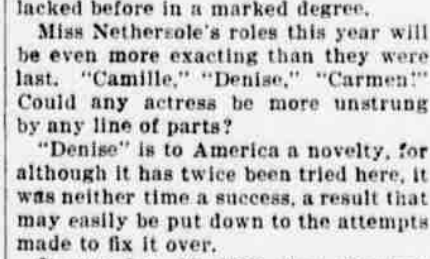 lacked before in a marked degree.
Miss Nethersole's roles this year will
be even more exacting than they were
last. "Camille," "Denise," "Carmen!"
Could any actress be more unstrung
by any line of parts?
"Denise" is to America a novelty, for
although it has twice been tried here, it
was neither time a success, a result that
may easily be put down to the attempts
made to fix it over.